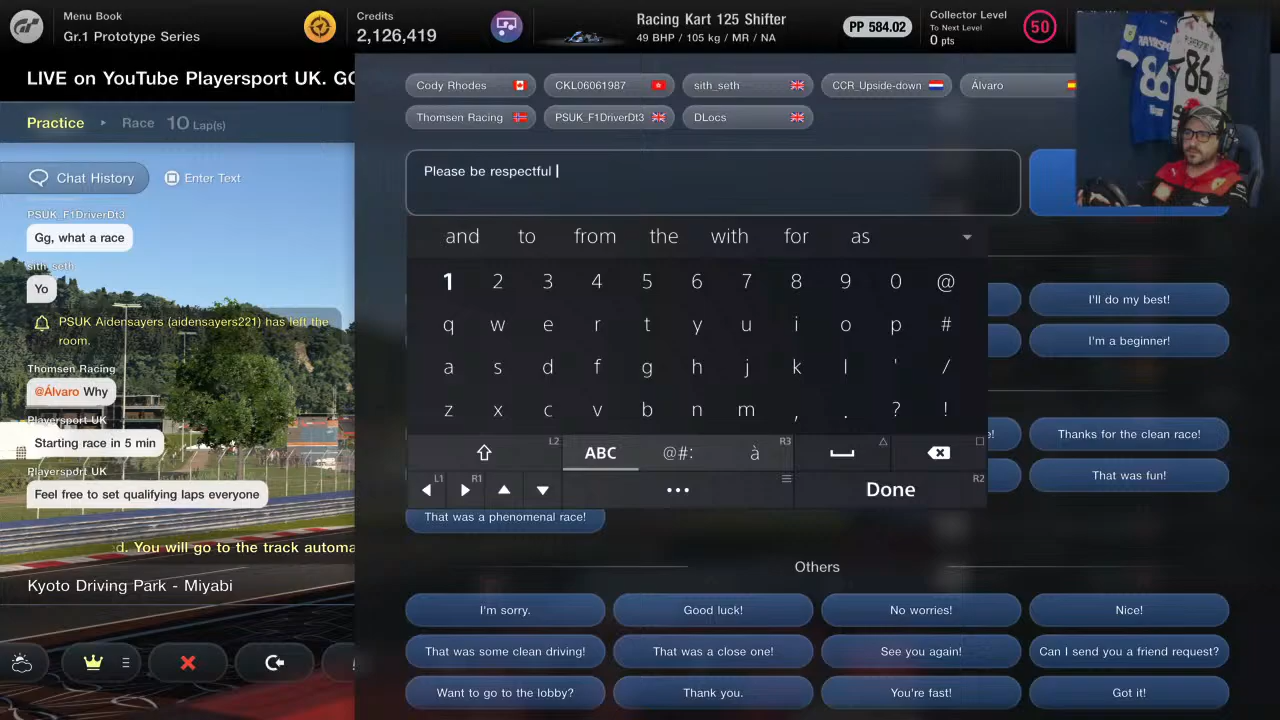 Menu Book
Gr.1 Prototype Series
Credits
2,126,419
Racing Kart 125 Shifter
49 BHP / 105 kg / MR / NA
PP 584.02
Collector Level
To Next Level
0 pts
50
LIVE on YouTube Playersport UK. GO
Cody Rhodes
CKL06061987
sith_seth
CCR_Upside-down
Álvaro
Thomsen Racing
PSUK_F1DriverDt3
DLocs
Practice
Race 10 Lap(s)
Chat History
Enter Text
PSUK_F1DriverDt3
Gg, what a race
sith_seth
Yo
PSUK Aidensayers (aidensayers221) has left the
room.
Thomsen Racing
@Álvaro Why
Playersport UK
Starting race in 5 min
Playersport UK
Feel free to set qualifying laps everyone
d. You will go to the track automa
Kyoto Driving Park - Miyabi
Please be respectful
and to from the with for as
1 2 3 4 5 6 7 8 9 0 @
q w e r t y u i o p #
a s d f g h j k l ' /
z x c v b n m , . ? !
L2 ABC @#: à R3
L1 R1 ••• Done R2
I'll do my best!
I'm a beginner!
e!
Thanks for the clean race!
That was fun!
That was a phenomenal race!
Others
I'm sorry.
Good luck!
No worries!
Nice!
That was some clean driving!
That was a close one!
See you again!
Can I send you a friend request?
Want to go to the lobby?
Thank you.
You're fast!
Got it!
86
86